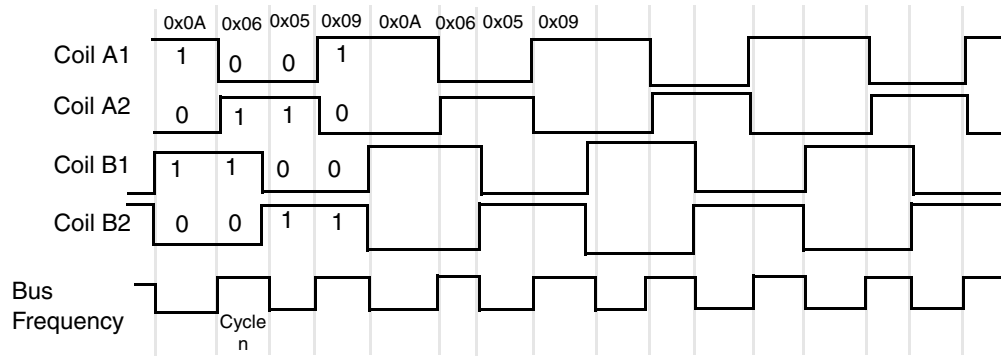 0x0A 0x06 0x05 0x09 0x0A 0x06 0x05 0x09
Coil A1 1 0 0 1
Coil A2 0 1 1 0
Coil B1 1 1 0 0
Coil B2 0 0 1 1
Bus
Frequency
Cycle
n